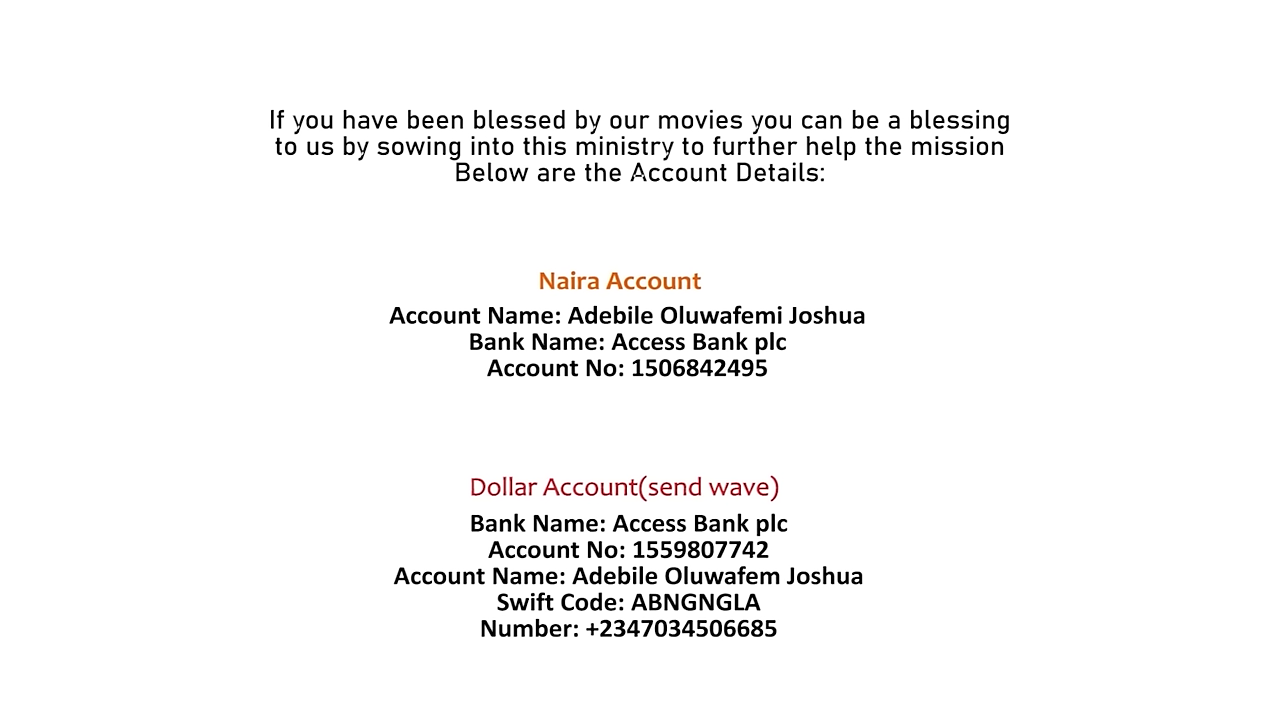 If you have been blessed by our movies you can be a blessing
to us by sowing into this ministry to further help the mission
Below are the Account Details:
Naira Account
Account Name: Adebile Oluwafemi Joshua
Bank Name: Access Bank plc
Account No: 1506842495
Dollar Account(send wave)
Bank Name: Access Bank plc
Account No: 1559807742
Account Name: Adebile Oluwafem Joshua
Swift Code: ABNGNGLA
Number: +2347034506685